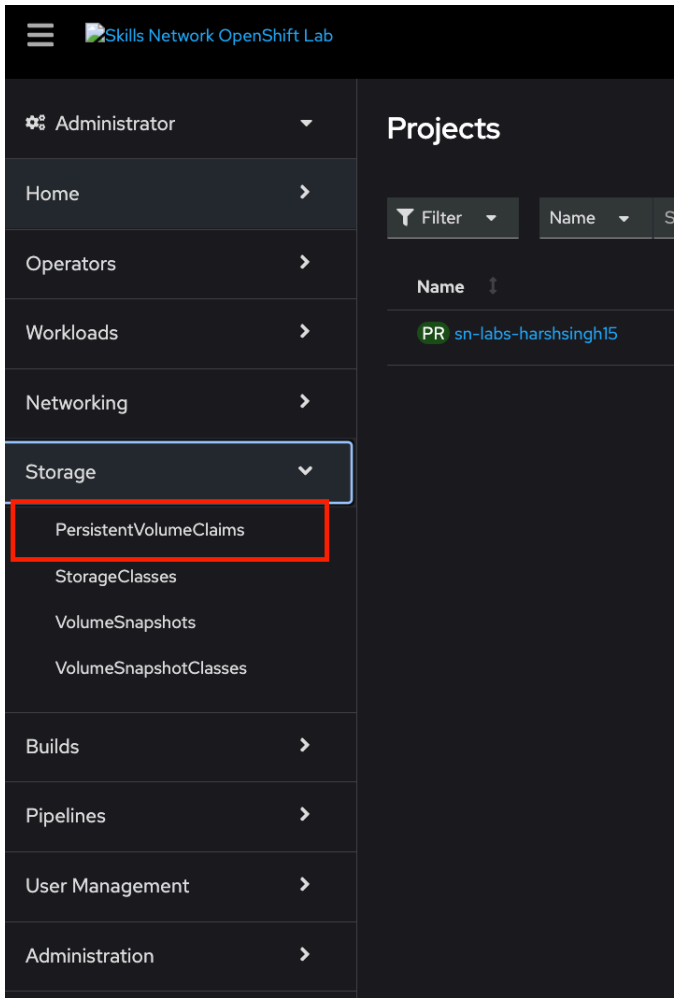 Skills Network OpenShift Lab
Administrator
Home
Operators
Workloads
Networking
Storage
PersistentVolumeClaims
StorageClasses
VolumeSnapshots
VolumeSnapshotClasses
Builds
Pipelines
User Management
Administration
Projects
Filter
Name
S
Name
PR sn-labs-harshsingh15